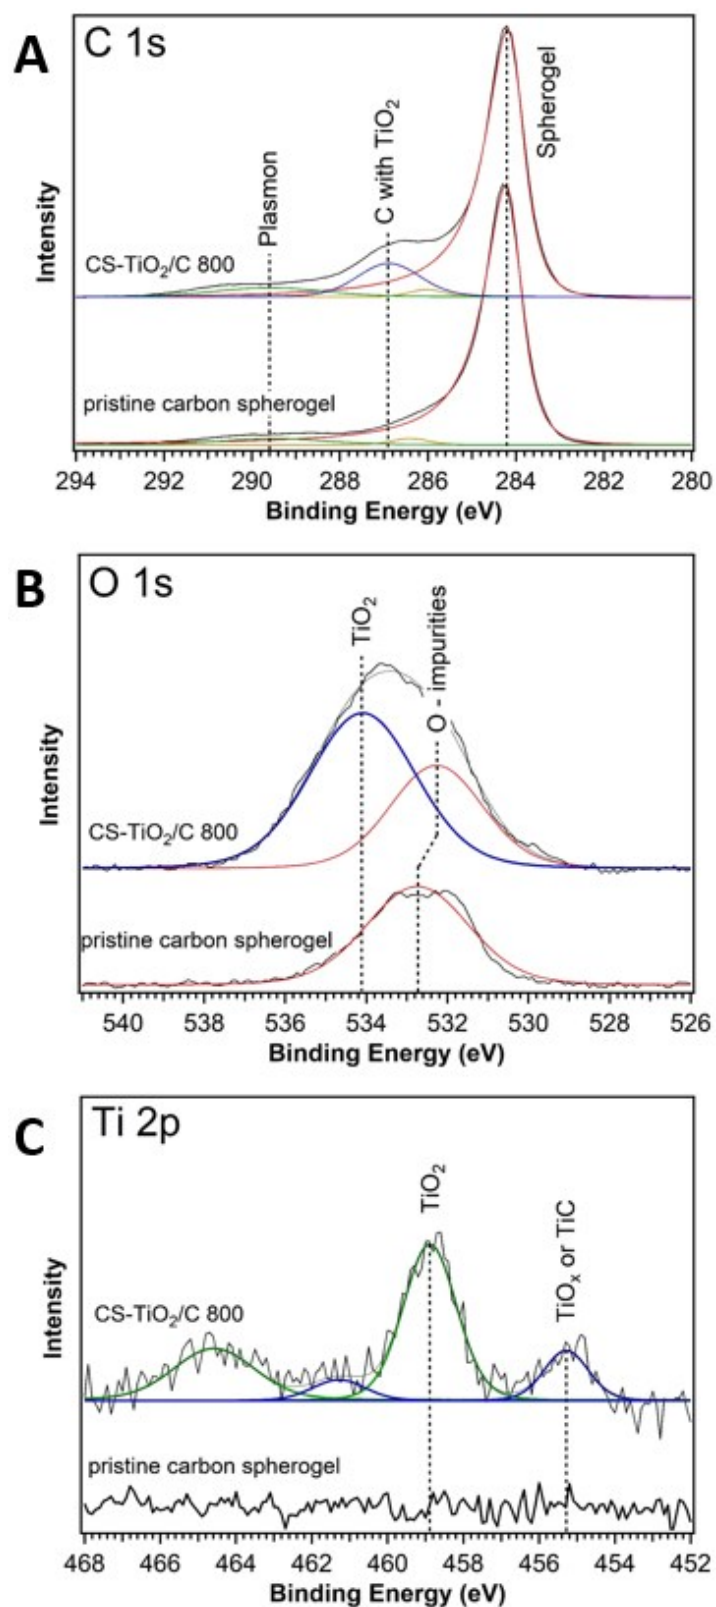 A
C 1s
Intensity
Plasmon
C with TiO₂
Spherogel
CS-TiO₂/C 800
pristine carbon spherogel
294 292 290 288 286 284 282 280
Binding Energy (eV)
B
O 1s
Intensity
TiO₂
O - impurities
CS-TiO₂/C 800
pristine carbon spherogel
540 538 536 534 532 530 528 526
Binding Energy (eV)
C
Ti 2p
Intensity
TiO₂
TiOₓ or TiC
CS-TiO₂/C 800
pristine carbon spherogel
468 466 464 462 460 458 456 454 452
Binding Energy (eV)